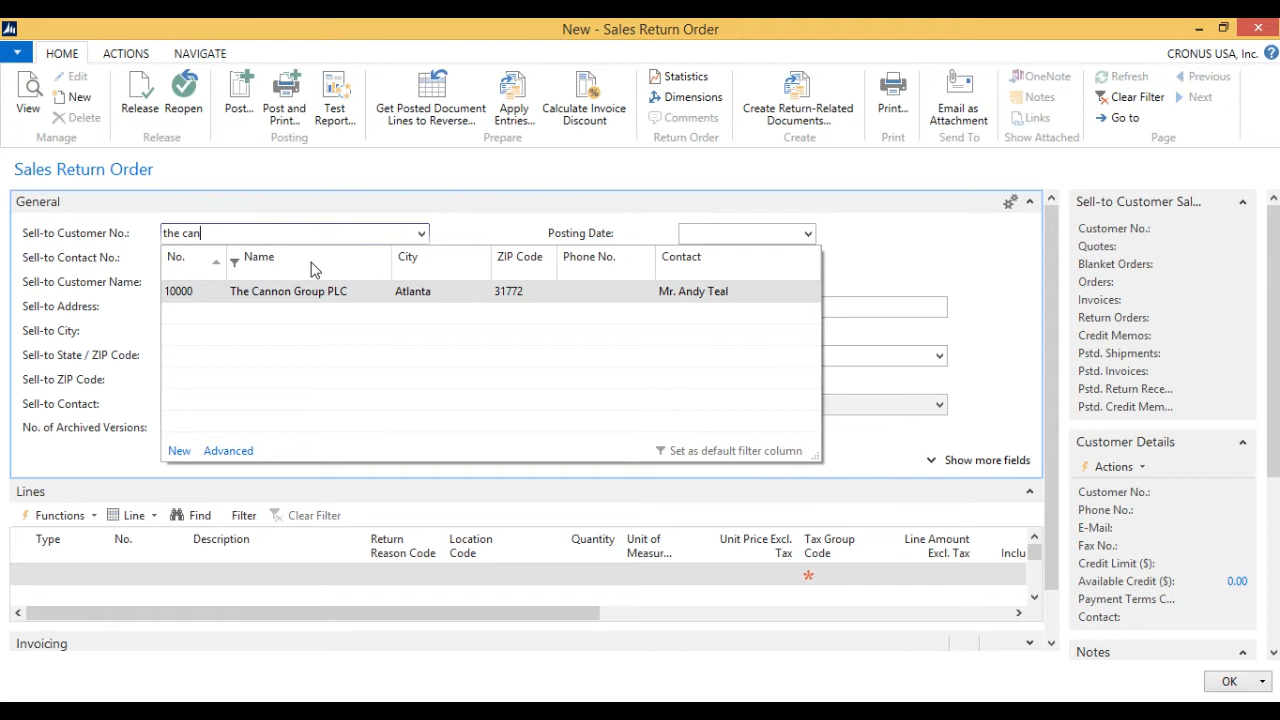 New - Sales Return Order
HOME ACTIONS NAVIGATE CRONUS USA, Inc. ?
View Edit New Delete Manage
Release Reopen Release
Post... Post and Print... Test Report... Posting
Get Posted Document Lines to Reverse... Apply Entries... Calculate Invoice Discount Prepare
Statistics Dimensions Comments Return Order
Create Return-Related Documents... Create
Print... Print
Email as Attachment Send To
OneNote Notes Links Show Attached
Refresh Clear Filter Go to Previous Next Page
Sales Return Order
General
Sell-to Customer No.: the can Posting Date:
Sell-to Contact No.:
Sell-to Customer Name:
Sell-to Address:
Sell-to City:
Sell-to State / ZIP Code:
Sell-to ZIP Code:
Sell-to Contact:
No. of Archived Versions:
No. Name City ZIP Code Phone No. Contact
10000 The Cannon Group PLC Atlanta 31772 Mr. Andy Teal
New Advanced Set as default filter column
Show more fields
Lines
Functions Line Find Filter Clear Filter
Type No. Description Return Reason Code Location Code Quantity Unit of Measur... Unit Price Excl. Tax Tax Group Code Line Amount Excl. Tax Inclu
Invoicing
Sell-to Customer Sal...
Customer No.:
Quotes:
Blanket Orders:
Orders:
Invoices:
Return Orders:
Credit Memos:
Pstd. Shipments:
Pstd. Invoices:
Pstd. Return Rece...
Pstd. Credit Mem...
Customer Details
Actions
Customer No.:
Phone No.:
E-Mail:
Fax No.:
Credit Limit ($):
Available Credit ($): 0.00
Payment Terms C...
Contact:
Notes
OK